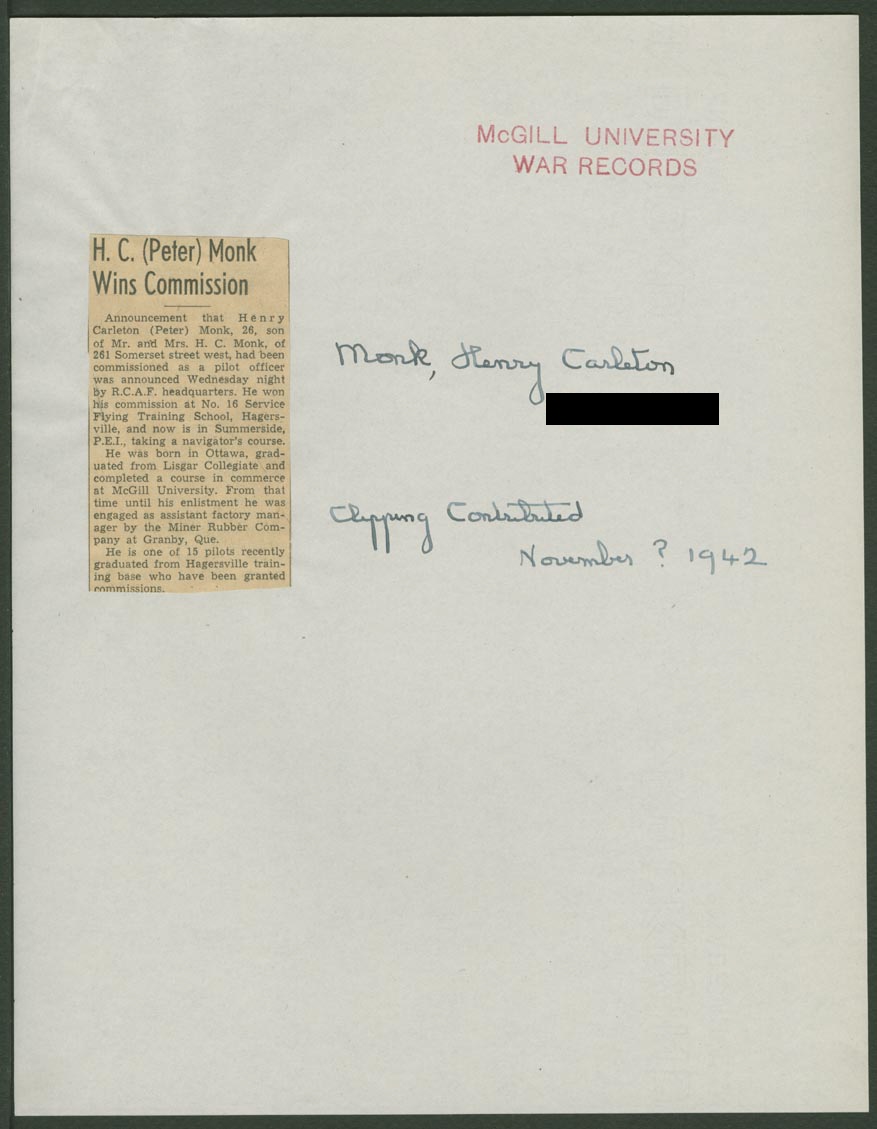 McGILL UNIVERSITY
WAR RECORDS
H. C. (Peter) Monk
Wins Commission
Announcement that Henry
Carleton (Peter) Monk, 26, son
of Mr. and Mrs. H. C. Monk, of
261 Somerset street west, had been
commissioned as a pilot officer
was announced Wednesday night
by R.C.A.F. headquarters. He won
his commission at No. 16 Service
Flying Training School, Hagers-
ville, and now is in Summerside,
P.E.I., taking a navigator's course.
He was born in Ottawa, grad-
uated from Lisgar Collegiate and
completed a course in commerce
at McGill University. From that
time until his enlistment he was
engaged as assistant factory man-
ager by the Miner Rubber Com-
pany at Granby, Que.
He is one of 15 pilots recently
graduated from Hagersville train-
ing base who have been granted
commissions.
Monk, Henry Carleton
Clipping Contributed
November ? 1942